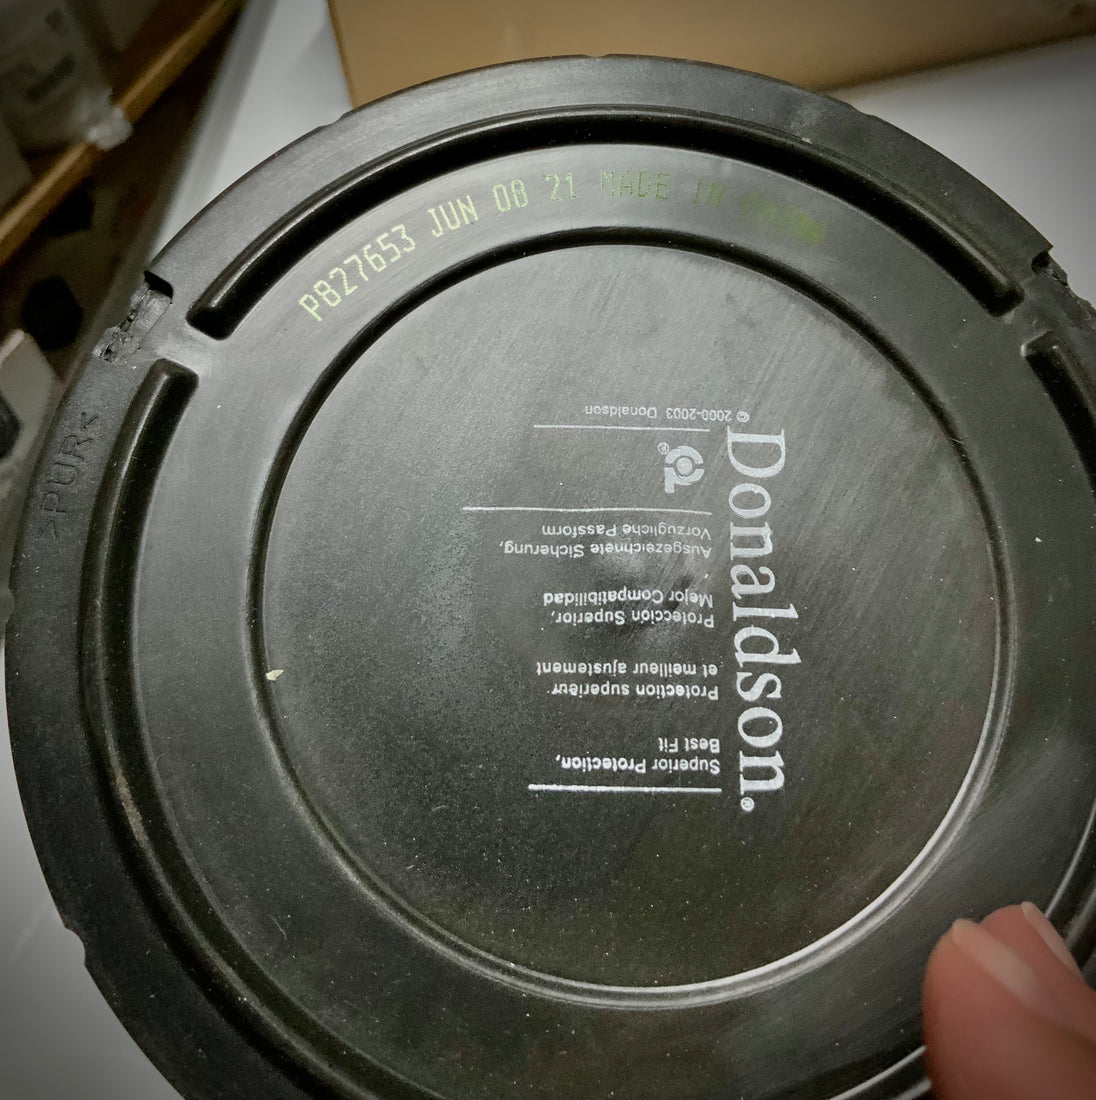 P827653 JUN 08 21 MADE IN
>PUR<
Donaldson®
Superior Protection,
Best Fit
Protection superieur
et meilleur ajustement
Protección Superior,
Mejor Compatibilidad
Ausgezeichnete Sicherung,
Vorzugliche Passform
®
© 2000-2003 Donaldson